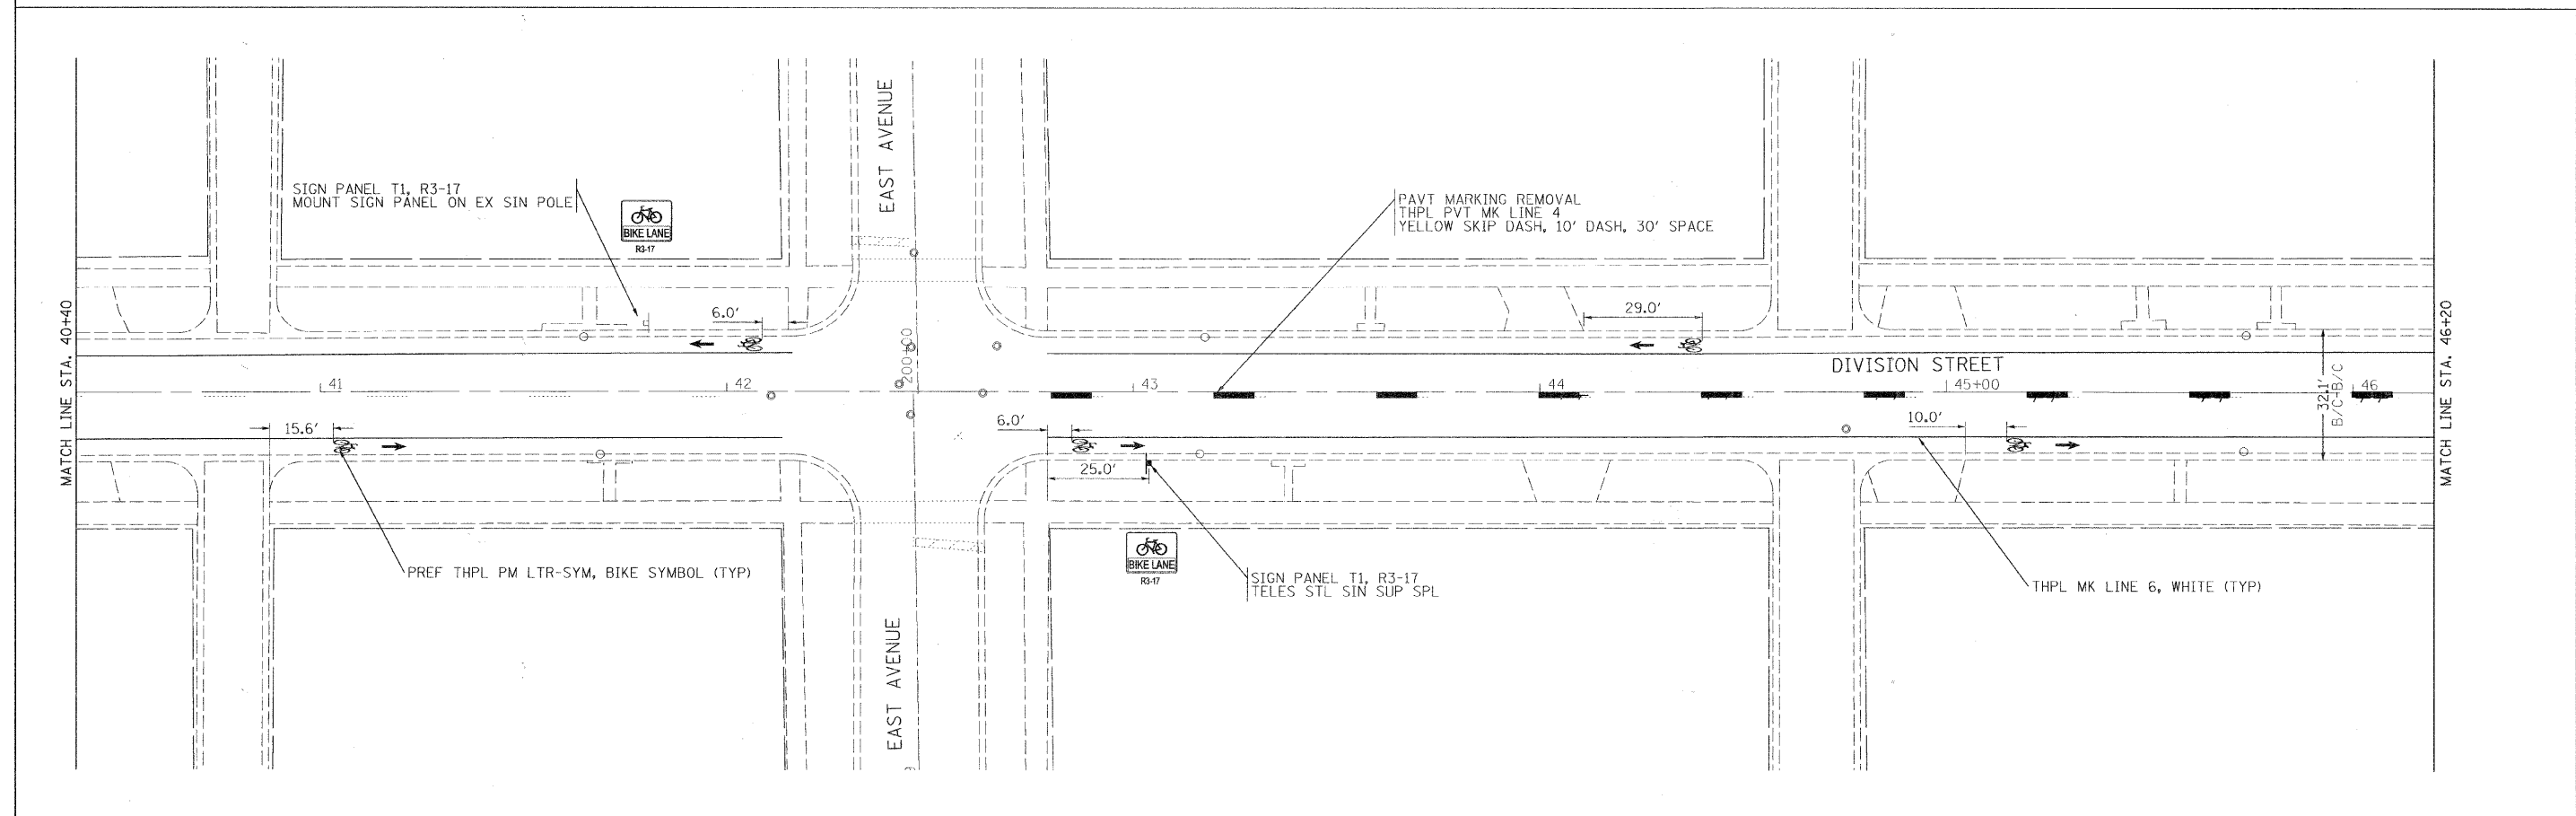 MATCH LINE STA. 40+40
SIGN PANEL T1, R3-17
MOUNT SIGN PANEL ON EX SIN POLE
BIKE LANE
R3-17
EAST AVENUE
PAVT MARKING REMOVAL
THPL PVT MK LINE 4
YELLOW SKIP DASH, 10' DASH, 30' SPACE
6.0'
29.0'
200+00
DIVISION STREET
41
42
43
44
45+00
46
32.1'
B/C-B/C
MATCH LINE STA. 46+20
15.6'
6.0'
10.0'
25.0'
PREF THPL PM LTR-SYM, BIKE SYMBOL (TYP)
BIKE LANE
R3-17
SIGN PANEL T1, R3-17
TELES STL SIN SUP SPL
THPL MK LINE 6, WHITE (TYP)
EAST AVENUE